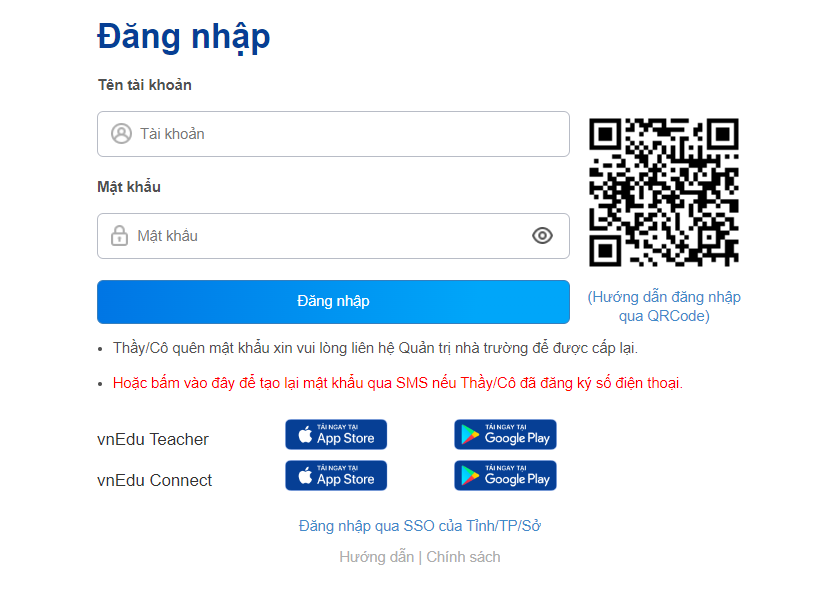 Đăng nhập
Tên tài khoản
Tài khoản
Mật khẩu
Mật khẩu
Đăng nhập
(Hướng dẫn đăng nhập
qua QRCode)
Thầy/Cô quên mật khẩu xin vui lòng liên hệ Quản trị nhà trường để được cấp lại.
Hoặc bấm vào đây để tạo lại mật khẩu qua SMS nếu Thầy/Cô đã đăng ký số điện thoại.
vnEdu Teacher
TẢI NGAY TẠI
App Store
TẢI NGAY TẠI
Google Play
vnEdu Connect
TẢI NGAY TẠI
App Store
TẢI NGAY TẠI
Google Play
Đăng nhập qua SSO của Tỉnh/TP/Sở
Hướng dẫn | Chính sách